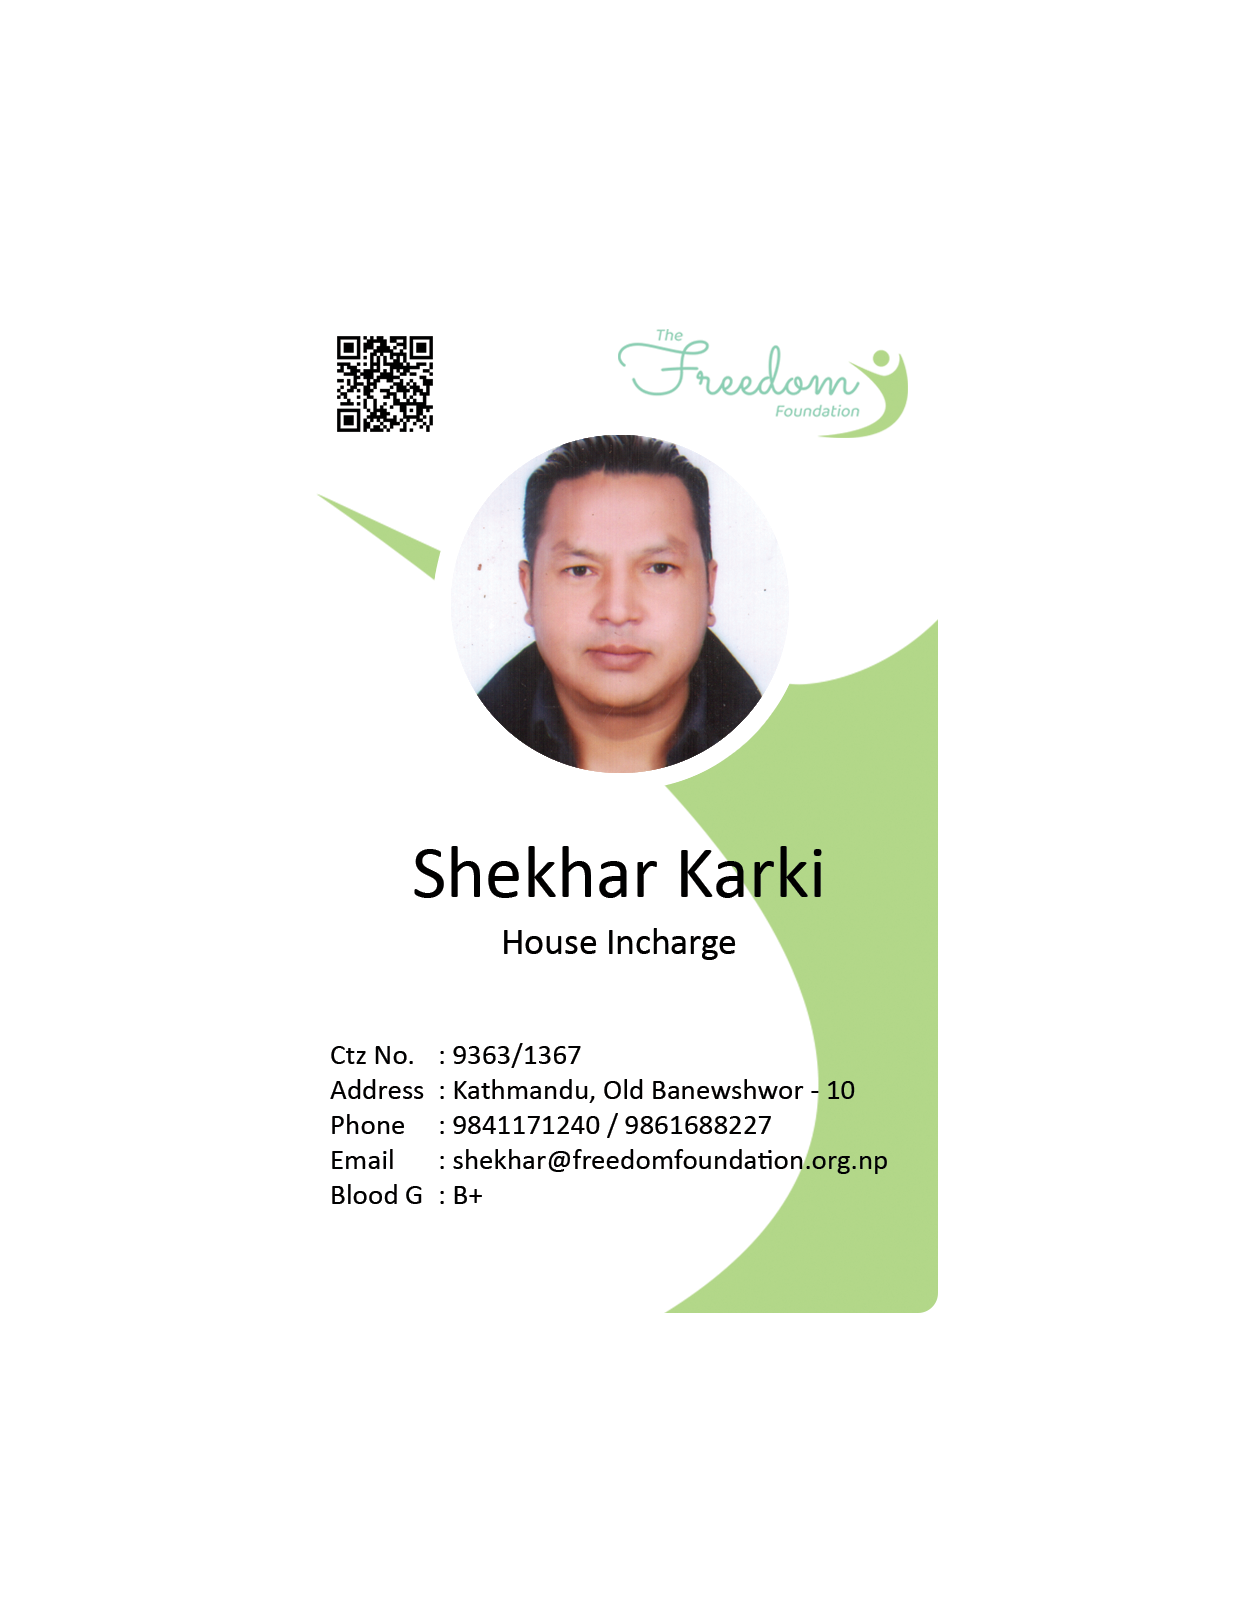 The
Freedom
Foundation
Shekhar Karki
House Incharge
Ctz No. : 9363/1367
Address : Kathmandu, Old Banewshwor - 10
Phone : 9841171240 / 9861688227
Email : shekhar@freedomfoundation.org.np
Blood G : B+